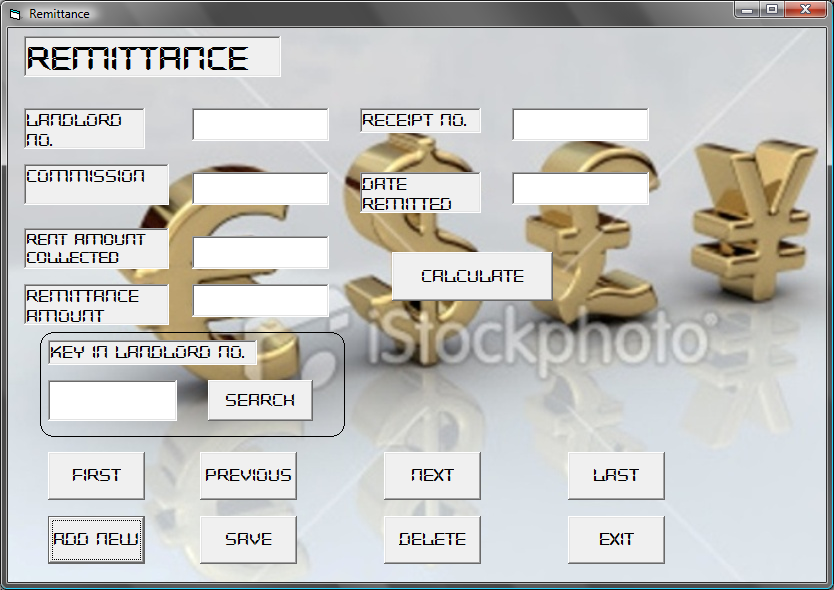 Remittance
REMITTANCE
LANDLORD
NO.
RECEIPT NO.
COMMISSION
DATE
REMITTED
RENT AMOUNT
COLLECTED
CALCULATE
REMITTANCE
AMOUNT
iStockphoto
KEY IN LANDLORD NO.
SEARCH
FIRST
PREVIOUS
NEXT
LAST
ADD NEW
SAVE
DELETE
EXIT